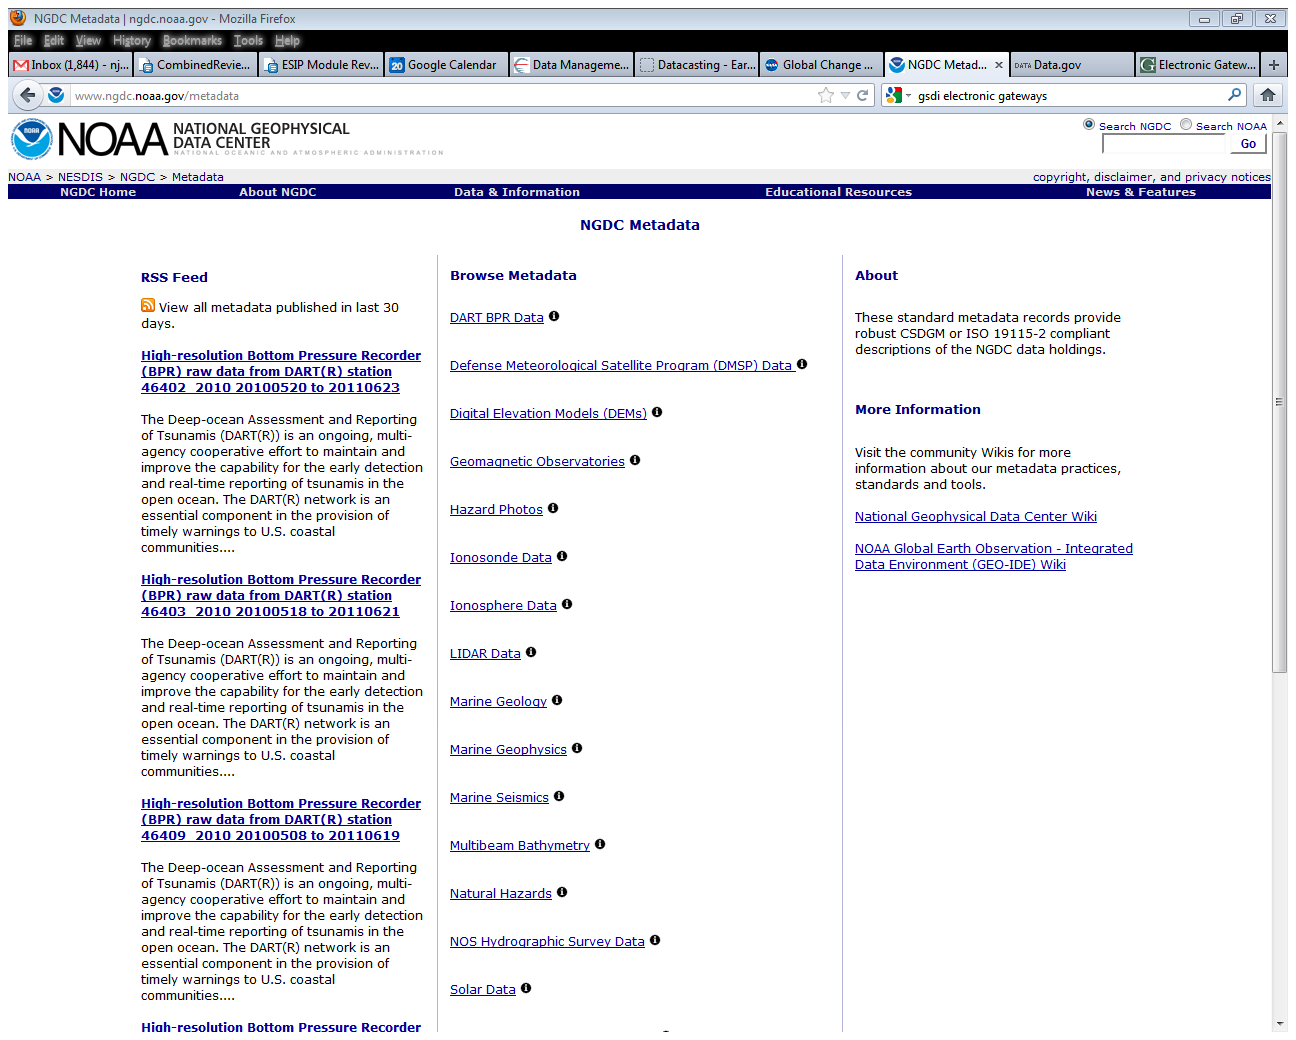 NGDC Metadata | ngdc.noaa.gov - Mozilla Firefox
File Edit View History Bookmarks Tools Help
Inbox (1,844) - nj... CombinedRevie... ESIP Module Rev... 20 Google Calendar Data Manageme... Datacasting - Ear... Global Change ... NGDC Metad... × DATA Data.gov Electronic Gatew... +
www.ngdc.noaa.gov/metadata gsdi electronic gateways
NOAA NATIONAL GEOPHYSICAL
DATA CENTER
NATIONAL OCEANIC AND ATMOSPHERIC ADMINISTRATION
Search NGDC Search NOAA
Go
NOAA > NESDIS > NGDC > Metadata copyright, disclaimer, and privacy notices
NGDC Home About NGDC Data & Information Educational Resources News & Features
NGDC Metadata
RSS Feed
View all metadata published in last 30
days.
High-resolution Bottom Pressure Recorder
(BPR) raw data from DART(R) station
46402_2010 20100520 to 20110623
The Deep-ocean Assessment and Reporting
of Tsunamis (DART(R)) is an ongoing, multi-
agency cooperative effort to maintain and
improve the capability for the early detection
and real-time reporting of tsunamis in the
open ocean. The DART(R) network is an
essential component in the provision of
timely warnings to U.S. coastal
communities....
High-resolution Bottom Pressure Recorder
(BPR) raw data from DART(R) station
46403_2010 20100518 to 20110621
The Deep-ocean Assessment and Reporting
of Tsunamis (DART(R)) is an ongoing, multi-
agency cooperative effort to maintain and
improve the capability for the early detection
and real-time reporting of tsunamis in the
open ocean. The DART(R) network is an
essential component in the provision of
timely warnings to U.S. coastal
communities....
High-resolution Bottom Pressure Recorder
(BPR) raw data from DART(R) station
46409_2010 20100508 to 20110619
The Deep-ocean Assessment and Reporting
of Tsunamis (DART(R)) is an ongoing, multi-
agency cooperative effort to maintain and
improve the capability for the early detection
and real-time reporting of tsunamis in the
open ocean. The DART(R) network is an
essential component in the provision of
timely warnings to U.S. coastal
communities....
High-resolution Bottom Pressure Recorder
Browse Metadata
DART BPR Data
Defense Meteorological Satellite Program (DMSP) Data
Digital Elevation Models (DEMs)
Geomagnetic Observatories
Hazard Photos
Ionosonde Data
Ionosphere Data
LIDAR Data
Marine Geology
Marine Geophysics
Marine Seismics
Multibeam Bathymetry
Natural Hazards
NOS Hydrographic Survey Data
Solar Data
About
These standard metadata records provide
robust CSDGM or ISO 19115-2 compliant
descriptions of the NGDC data holdings.
More Information
Visit the community Wikis for more
information about our metadata practices,
standards and tools.
National Geophysical Data Center Wiki
NOAA Global Earth Observation - Integrated
Data Environment (GEO-IDE) Wiki